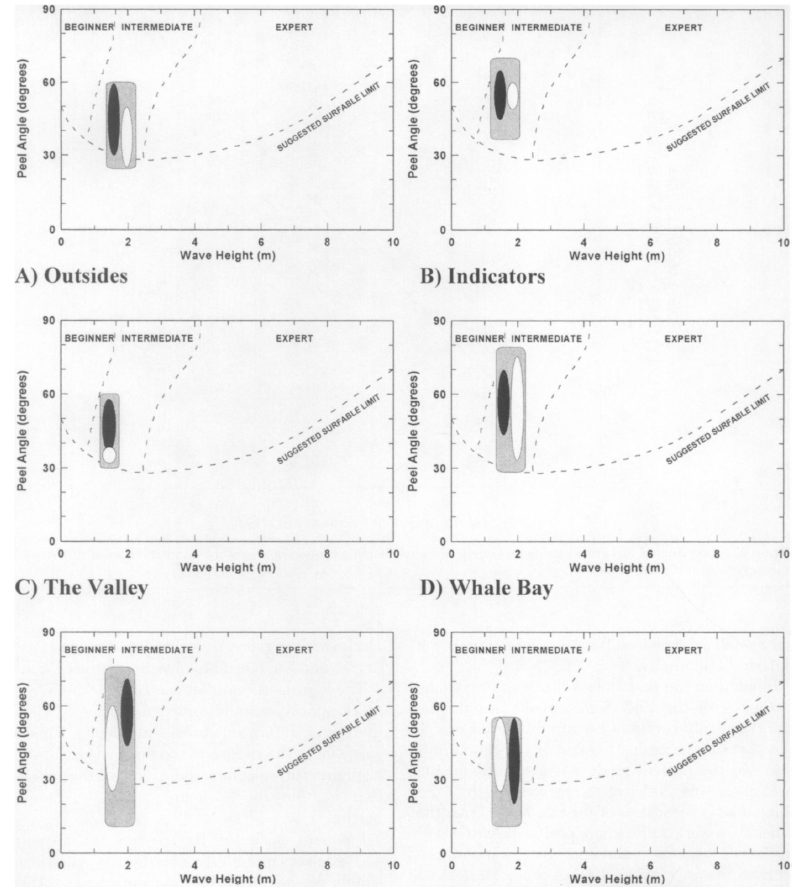 BEGINNER INTERMEDIATE EXPERT
90
60
30
0
Peel Angle (degrees)
SUGGESTED SURFABLE LIMIT
0 2 4 6 8 10
Wave Height (m)
A) Outsides
BEGINNER INTERMEDIATE EXPERT
90
60
30
0
Peel Angle (degrees)
SUGGESTED SURFABLE LIMIT
0 2 4 6 8 10
Wave Height (m)
B) Indicators
BEGINNER INTERMEDIATE EXPERT
90
60
30
0
Peel Angle (degrees)
SUGGESTED SURFABLE LIMIT
0 2 4 6 8 10
Wave Height (m)
C) The Valley
BEGINNER INTERMEDIATE EXPERT
90
60
30
0
Peel Angle (degrees)
SUGGESTED SURFABLE LIMIT
0 2 4 6 8 10
Wave Height (m)
D) Whale Bay
BEGINNER INTERMEDIATE EXPERT
90
60
30
0
Peel Angle (degrees)
SUGGESTED SURFABLE LIMIT
0 2 4 6 8 10
Wave Height (m)
BEGINNER INTERMEDIATE EXPERT
90
60
30
0
Peel Angle (degrees)
SUGGESTED SURFABLE LIMIT
0 2 4 6 8 10
Wave Height (m)